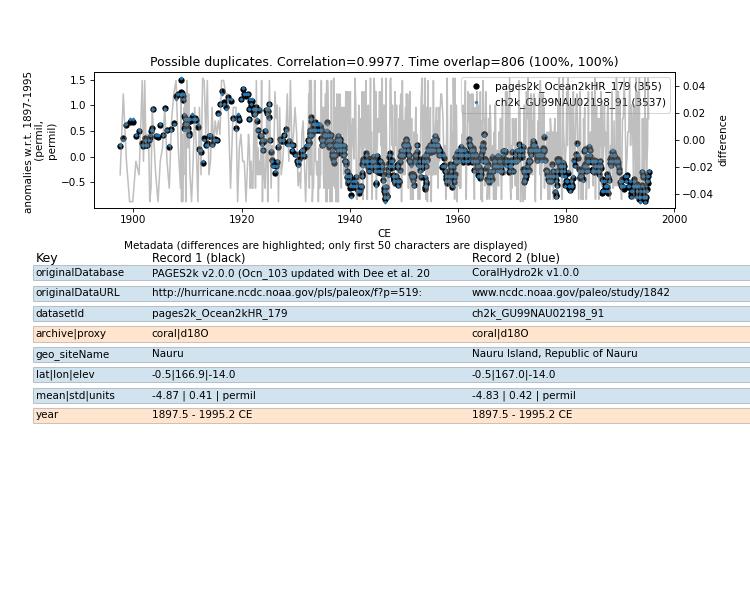 Possible duplicates. Correlation=0.9977. Time overlap=806 (100%, 100%)
anomalies w.r.t. 1897-1995
(permil,
permil)
1.5
1.0
0.5
0.0
−0.5
pages2k_Ocean2kHR_179 (355)
ch2k_GU99NAU02198_91 (3537)
0.04
0.02
0.00
−0.02
−0.04
difference
1900 1920 1940 1960 1980 2000
CE
Metadata (differences are highlighted; only first 50 characters are displayed)
Key Record 1 (black) Record 2 (blue)
originalDatabase PAGES2k v2.0.0 (Ocn_103 updated with Dee et al. 20 CoralHydro2k v1.0.0
originalDataURL http://hurricane.ncdc.noaa.gov/pls/paleox/f?p=519: www.ncdc.noaa.gov/paleo/study/1842
datasetId pages2k_Ocean2kHR_179 ch2k_GU99NAU02198_91
archive|proxy coral|d18O coral|d18O
geo_siteName Nauru Nauru Island, Republic of Nauru
lat|lon|elev -0.5|166.9|-14.0 -0.5|167.0|-14.0
mean|std|units -4.87 | 0.41 | permil -4.83 | 0.42 | permil
year 1897.5 - 1995.2 CE 1897.5 - 1995.2 CE